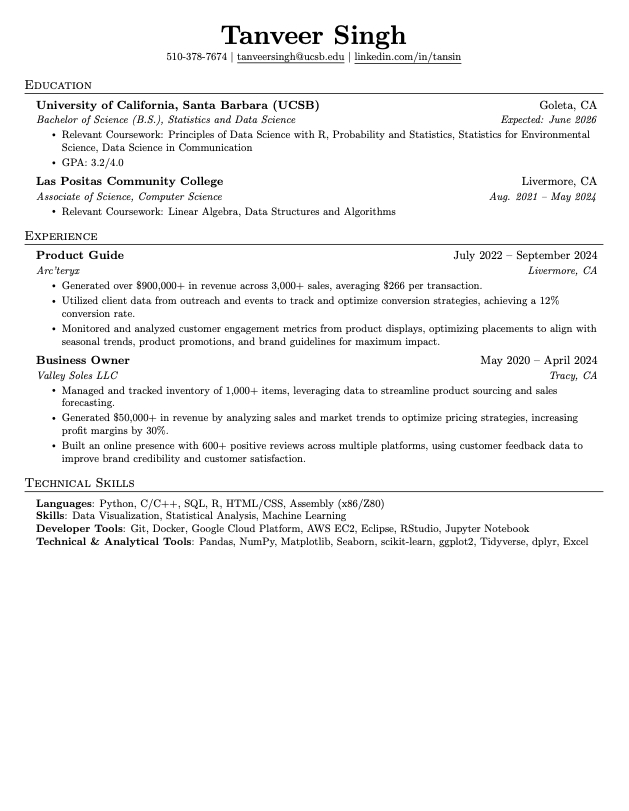 Tanveer Singh
510-378-7674 | tanveersingh@ucsb.edu | linkedin.com/in/tansin
Education
University of California, Santa Barbara (UCSB) Goleta, CA
Bachelor of Science (B.S.), Statistics and Data Science Expected: June 2026
• Relevant Coursework: Principles of Data Science with R, Probability and Statistics, Statistics for Environmental
Science, Data Science in Communication
• GPA: 3.2/4.0
Las Positas Community College Livermore, CA
Associate of Science, Computer Science Aug. 2021 – May 2024
• Relevant Coursework: Linear Algebra, Data Structures and Algorithms
Experience
Product Guide July 2022 – September 2024
Arc'teryx Livermore, CA
• Generated over $900,000+ in revenue across 3,000+ sales, averaging $266 per transaction.
• Utilized client data from outreach and events to track and optimize conversion strategies, achieving a 12%
conversion rate.
• Monitored and analyzed customer engagement metrics from product displays, optimizing placements to align with
seasonal trends, product promotions, and brand guidelines for maximum impact.
Business Owner May 2020 – April 2024
Valley Soles LLC Tracy, CA
• Managed and tracked inventory of 1,000+ items, leveraging data to streamline product sourcing and sales
forecasting.
• Generated $50,000+ in revenue by analyzing sales and market trends to optimize pricing strategies, increasing
profit margins by 30%.
• Built an online presence with 600+ positive reviews across multiple platforms, using customer feedback data to
improve brand credibility and customer satisfaction.
Technical Skills
Languages: Python, C/C++, SQL, R, HTML/CSS, Assembly (x86/Z80)
Skills: Data Visualization, Statistical Analysis, Machine Learning
Developer Tools: Git, Docker, Google Cloud Platform, AWS EC2, Eclipse, RStudio, Jupyter Notebook
Technical & Analytical Tools: Pandas, NumPy, Matplotlib, Seaborn, scikit-learn, ggplot2, Tidyverse, dplyr, Excel